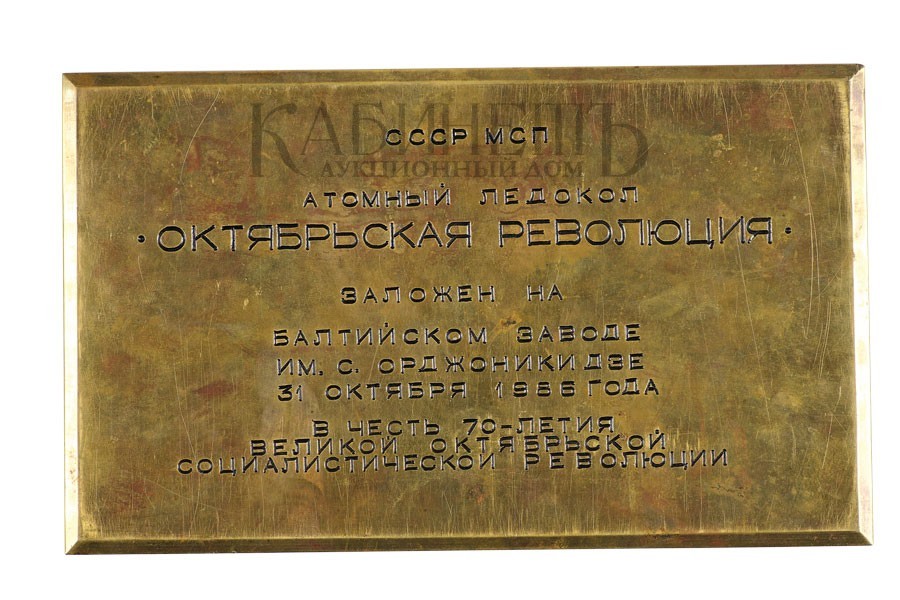 КАБИНЕТЪ
АУКЦИОННЫЙ ДОМ
СССР МСП
АТОМНЫЙ ЛЕДОКОЛ
·ОКТЯБРЬСКАЯ РЕВОЛЮЦИЯ·
ЗАЛОЖЕН НА
БАЛТИЙСКОМ ЗАВОДЕ
ИМ. С. ОРДЖОНИКИДЗЕ
31 ОКТЯБРЯ 1986 ГОДА
В ЧЕСТЬ 70-ЛЕТИЯ
ВЕЛИКОЙ ОКТЯБРЬСКОЙ
СОЦИАЛИСТИЧЕСКОЙ РЕВОЛЮЦИИ